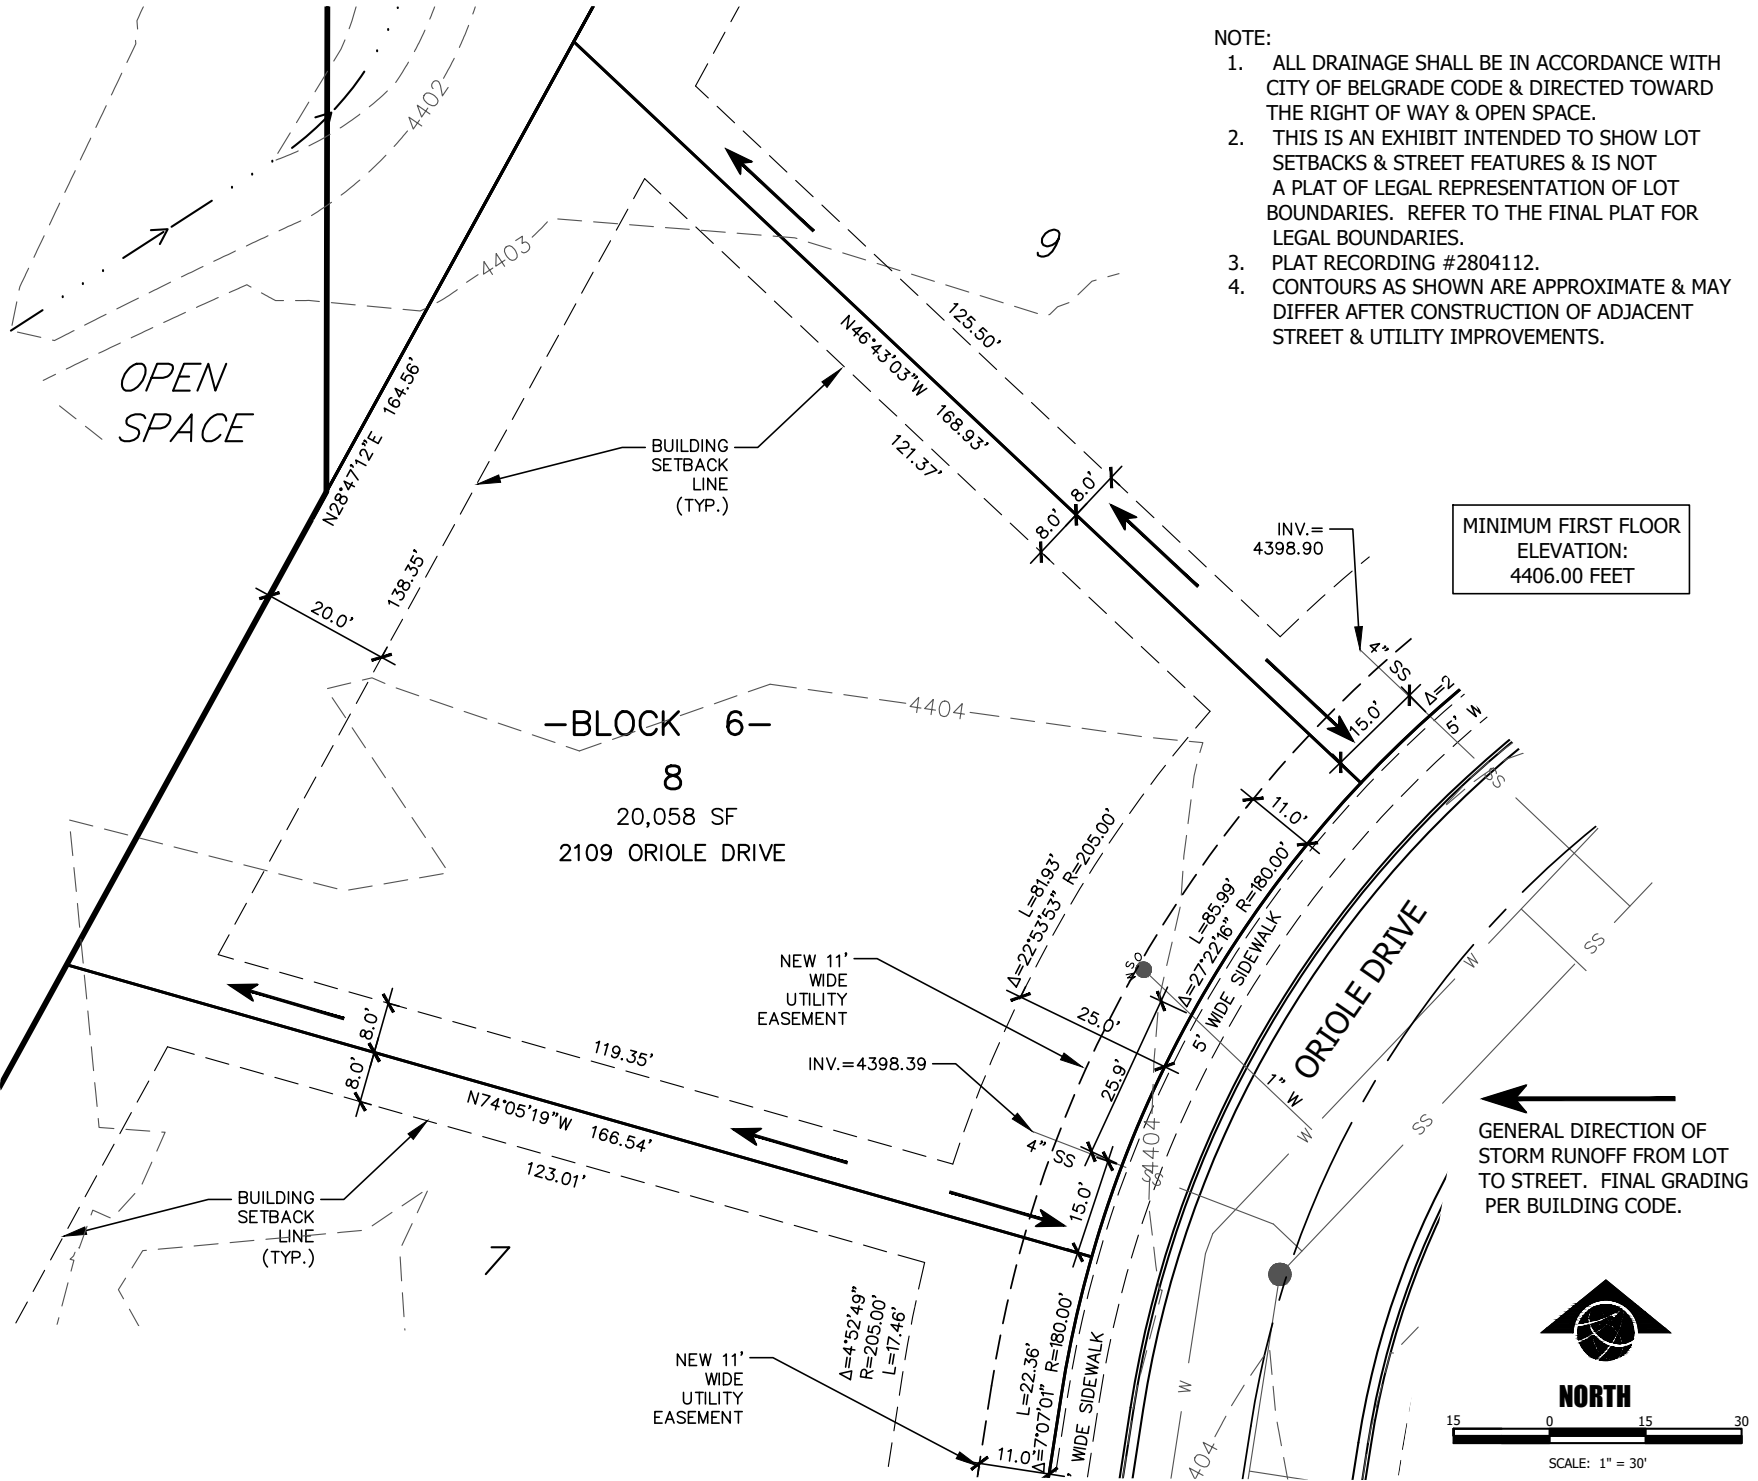 NOTE:
1. ALL DRAINAGE SHALL BE IN ACCORDANCE WITH
CITY OF BELGRADE CODE & DIRECTED TOWARD
THE RIGHT OF WAY & OPEN SPACE.
2. THIS IS AN EXHIBIT INTENDED TO SHOW LOT
SETBACKS & STREET FEATURES & IS NOT
A PLAT OF LEGAL REPRESENTATION OF LOT
BOUNDARIES. REFER TO THE FINAL PLAT FOR
LEGAL BOUNDARIES.
3. PLAT RECORDING #2804112.
4. CONTOURS AS SHOWN ARE APPROXIMATE & MAY
DIFFER AFTER CONSTRUCTION OF ADJACENT
STREET & UTILITY IMPROVEMENTS.
4402
4403
9
OPEN
SPACE
N28°47'12"E 164.56'
138.35'
20.0'
BUILDING
SETBACK
LINE
(TYP.)
N46°43'03"W 168.93'
125.50'
121.37'
8.0'
8.0'
INV.=
4398.90
MINIMUM FIRST FLOOR
ELEVATION:
4406.00 FEET
4" SS
15.0'
Δ=2
5' W
SS
-BLOCK 6-
8
20,058 SF
2109 ORIOLE DRIVE
4404
11.0'
L=81.93'
Δ=22°53'53" R=205.00'
L=85.99'
Δ=27°22'16" R=180.00'
5' WIDE SIDEWALK
ORIOLE DRIVE
W
SS
W
SS
W
NEW 11'
WIDE
UTILITY
EASEMENT
W S.O
25.0'
25.9'
1" W
INV.=4398.39
4" SS
15.0'
4404
SS
8.0'
8.0'
119.35'
N74°05'19"W 166.54'
123.01'
BUILDING
SETBACK
LINE
(TYP.)
7
Δ=4°52'49"
R=205.00'
L=17.46'
NEW 11'
WIDE
UTILITY
EASEMENT
L=22.36'
Δ=7°07'01" R=180.00'
11.0'
' WIDE SIDEWALK
4404
GENERAL DIRECTION OF
STORM RUNOFF FROM LOT
TO STREET. FINAL GRADING
PER BUILDING CODE.
NORTH
15 0 15 30
SCALE: 1" = 30'